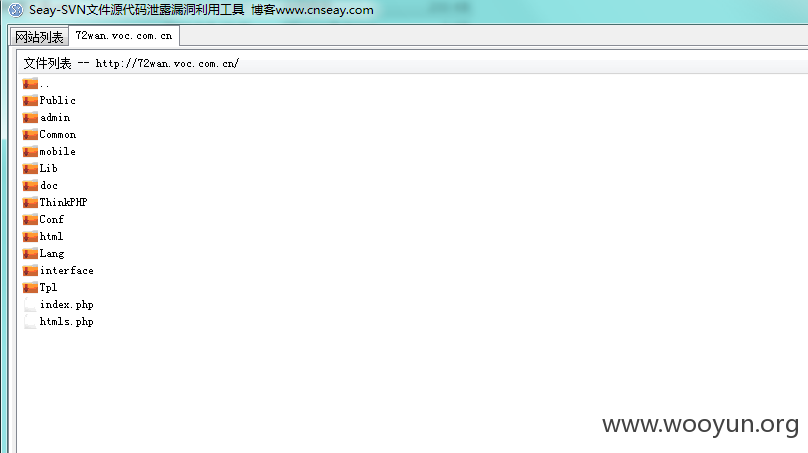 Seay-SVN文件源代码泄露漏洞利用工具 博客www.cnseay.com
网站列表 72wan.voc.com.cn
文件列表 -- http://72wan.voc.com.cn/
..
Public
admin
Common
mobile
Lib
doc
ThinkPHP
Conf
html
Lang
interface
Tpl
index.php
htmls.php
www.wooyun.org